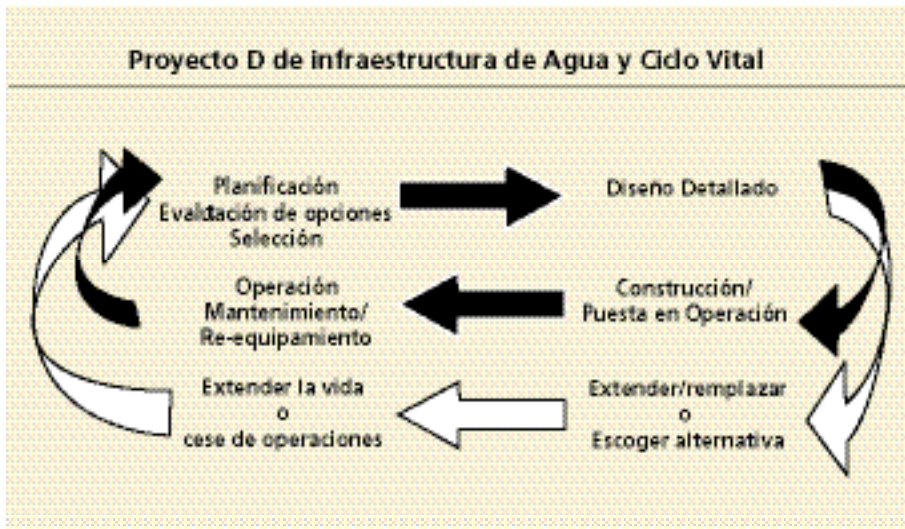 Proyecto D de infraestructura de Agua y Ciclo Vital
Planificación
Evaluación de opciones
Selección
Diseño Detallado
Operación
Mantenimiento/
Re-equipamiento
Construcción/
Puesta en Operación
Extender la vida
o
cese de operaciones
Extender/remplazar
o
Escoger alternativa